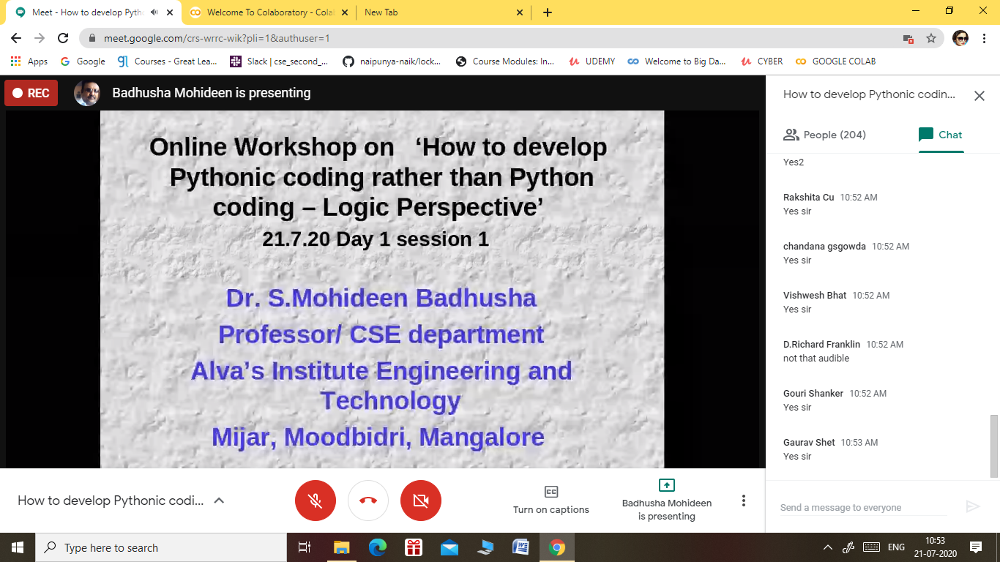 Meet - How to develop Pyth
Welcome To Colaboratory - Cola
New Tab
meet.google.com/crs-wrrc-wik?pli=1&authuser=1
Apps
Google
Courses - Great Lea...
Slack | cse_second_...
naipunya-naik/lock...
Course Modules: In...
UDEMY
Welcome to Big Da...
CYBER
GOOGLE COLAB
REC
Badhusha Mohideen is presenting
Online Workshop on ‘How to develop
Pythonic coding rather than Python
coding – Logic Perspective’
21.7.20 Day 1 session 1
Dr. S.Mohideen Badhusha
Professor/ CSE department
Alva’s Institute Engineering and
Technology
Mijar, Moodbidri, Mangalore
How to develop Pythonic codin...
People (204)
Chat
Yes2
Rakshita Cu 10:52 AM
Yes sir
chandana gsgowda 10:52 AM
Yes sir
Vishwesh Bhat 10:52 AM
Yes sir
D.Richard Franklin 10:52 AM
not that audible
Gouri Shanker 10:52 AM
Yes sir
Gaurav Shet 10:53 AM
Yes sir
Send a message to everyone
How to develop Pythonic codi...
Turn on captions
Badhusha Mohideen
is presenting
Type here to search
ENG
10:53
21-07-2020